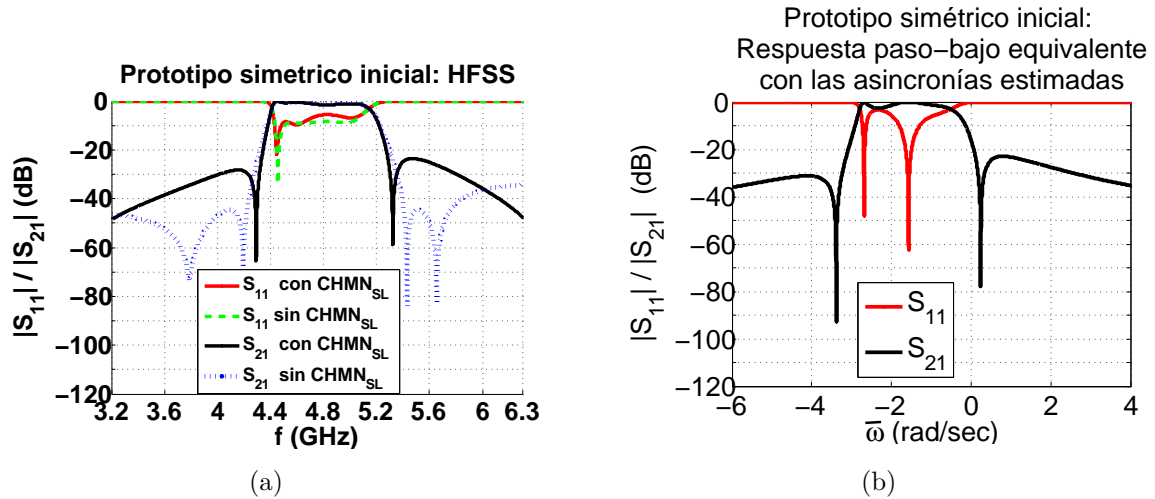 Prototipo simetrico inicial: HFSS
0
−20
−40
−60
−80
−100
−120
|S11| / |S21| (dB)
S11 con CHMNSL
S11 sin CHMNSL
S21 con CHMNSL
S21 sin CHMNSL
3.2 3.6 4 4.4 4.8 5.2 5.6 6 6.3
f (GHz)
(a)
Prototipo simétrico inicial:
Respuesta paso−bajo equivalente
con las asincronías estimadas
0
−20
−40
−60
−80
−100
−120
|S11| / |S21| (dB)
S11
S21
−6 −4 −2 0 2 4
ω̅ (rad/sec)
(b)